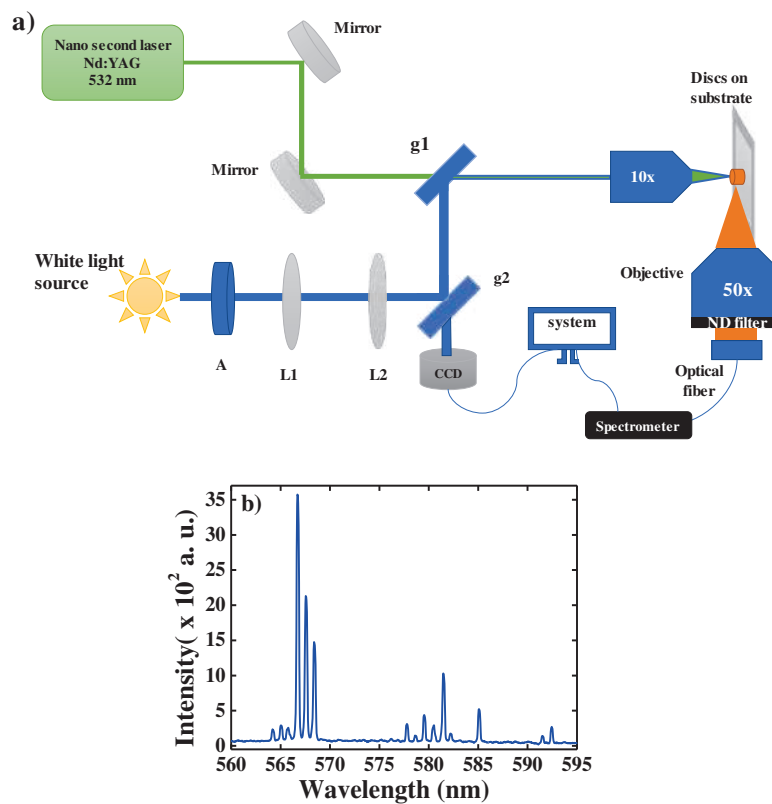 a)
Nano second laser
Nd:YAG
532 nm
Mirror
Mirror
g1
10x
Discs on
substrate
White light
source
A
L1
L2
g2
CCD
system
Objective
50x
ND filter
Optical
fiber
Spectrometer
b)
Intensity( x 10² a. u.)
35
30
25
20
15
10
5
0
560 565 570 575 580 585 590 595
Wavelength (nm)